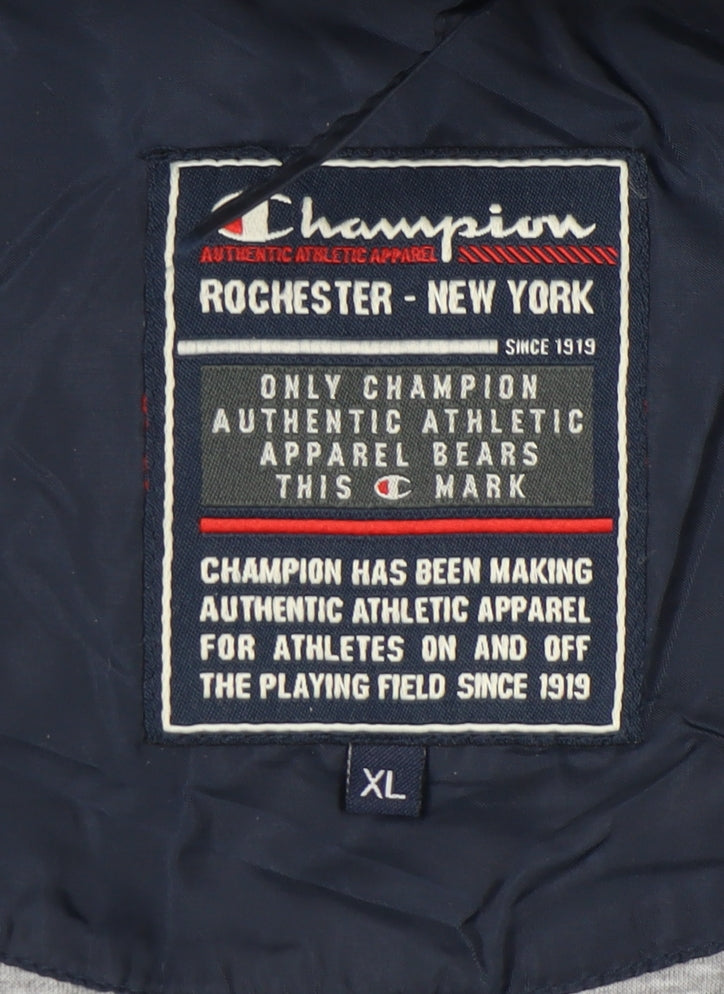 Champion
AUTHENTIC ATHLETIC APPAREL
ROCHESTER - NEW YORK
SINCE 1919
ONLY CHAMPION
AUTHENTIC ATHLETIC
APPAREL BEARS
THIS C MARK
CHAMPION HAS BEEN MAKING
AUTHENTIC ATHLETIC APPAREL
FOR ATHLETES ON AND OFF
THE PLAYING FIELD SINCE 1919
XL